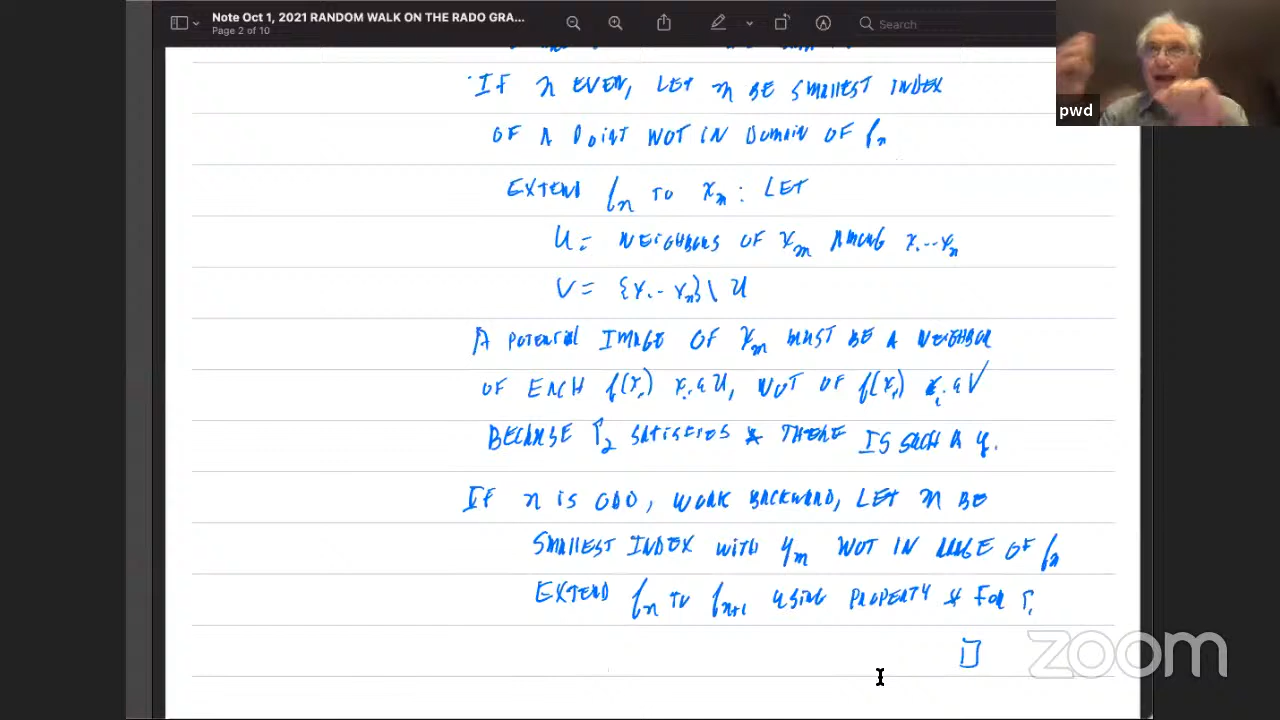 Note Oct 1, 2021 RANDOM WALK ON THE RADO GRA...
Page 2 of 10
Search
pwd
· IF n EVEN, LET m BE SMALLEST INDEX
OF A POINT NOT IN DOMAIN OF fn
EXTEND fn TO xm : LET
U = NEIGHBORS OF xm AMONG x1...xn
V = {x1...xn} \ U
A POTENTIAL IMAGE OF xm MUST BE A NEIGHBOR
OF EACH f(xi) xi ∈ U, NOT OF f(xi) xi ∈ V
BECAUSE Γ2 SATISFIES * THERE IS SUCH A y.
IF n IS ODD, WORK BACKWARD, LET m BE
SMALLEST INDEX WITH ym NOT IN RANGE OF fn
EXTEND fn TO fn+1 USING PROPERTY * FOR Γ1
zoom